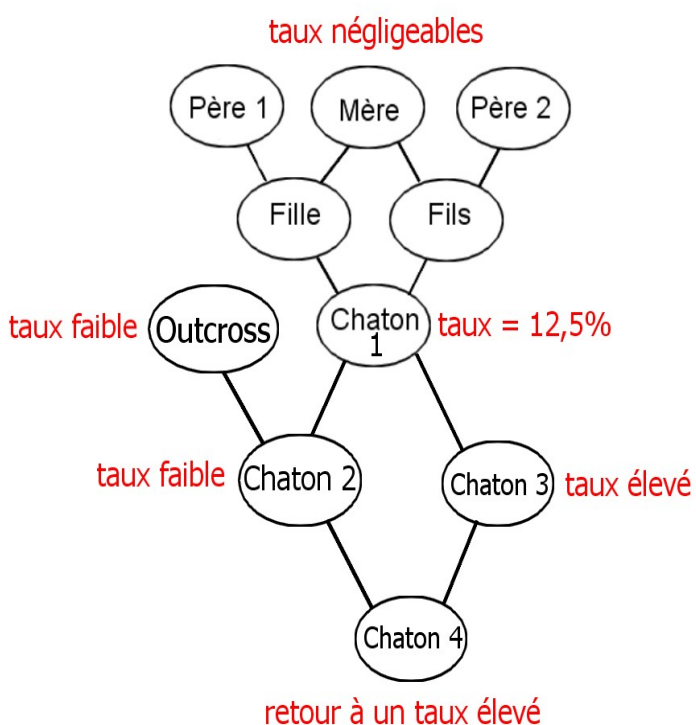 taux négligeables
Père 1
Mère
Père 2
Fille
Fils
taux faible
Outcross
Chaton
1
taux = 12,5%
taux faible
Chaton 2
Chaton 3
taux élevé
Chaton 4
retour à un taux élevé